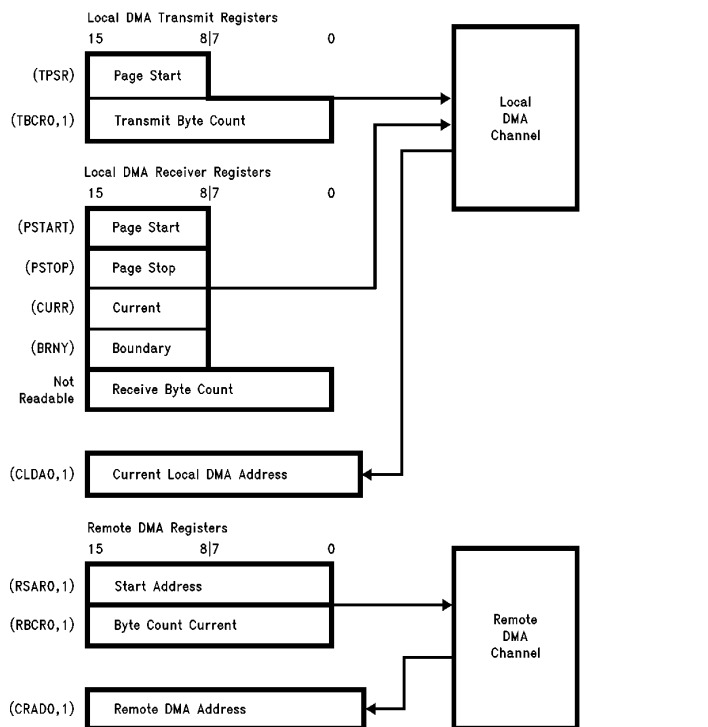 Local DMA Transmit Registers
15 8|7 0
(TPSR) Page Start
(TBCR0,1) Transmit Byte Count
Local
DMA
Channel
Local DMA Receiver Registers
15 8|7 0
(PSTART) Page Start
(PSTOP) Page Stop
(CURR) Current
(BRNY) Boundary
Not
Readable
Receive Byte Count
(CLDA0,1) Current Local DMA Address
Remote DMA Registers
15 8|7 0
(RSAR0,1) Start Address
(RBCR0,1) Byte Count Current
Remote
DMA
Channel
(CRAD0,1) Remote DMA Address